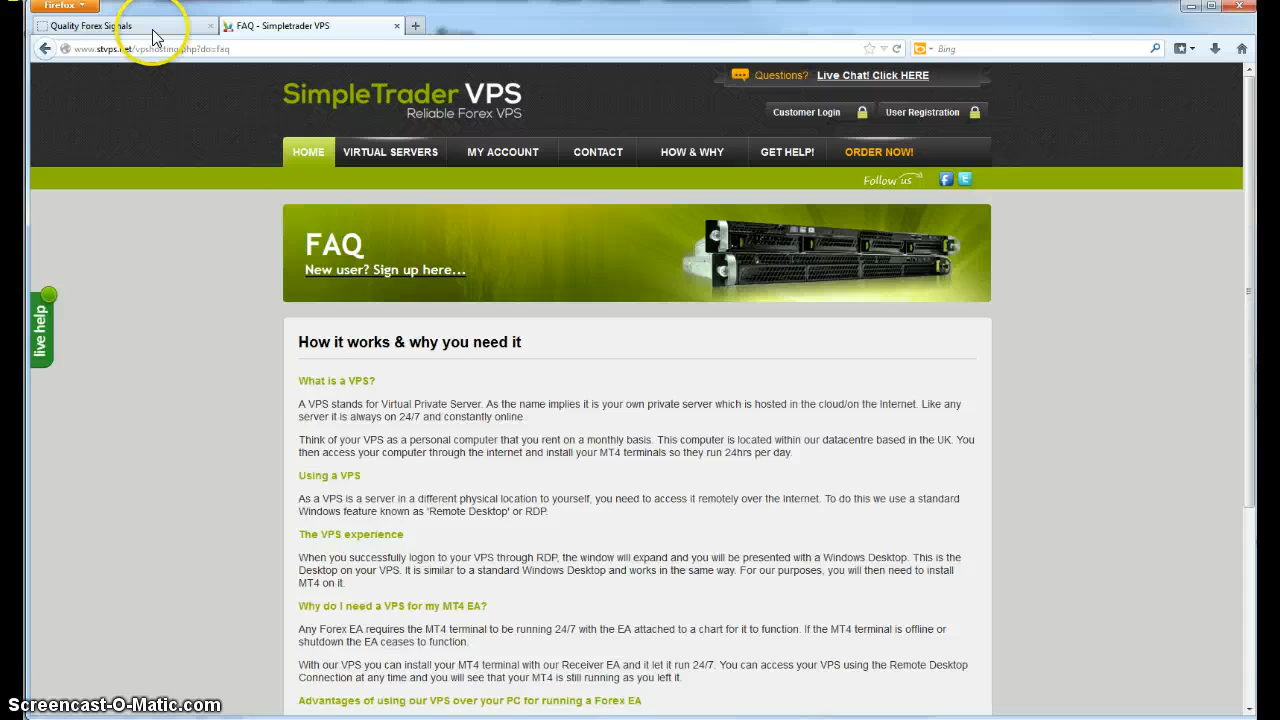 Firefox
Quality Forex Signals
FAQ - Simpletrader VPS
www.stvps.net/vpshosting.php?do=faq
Bing
Questions? Live Chat! Click HERE
SimpleTrader VPS
Reliable Forex VPS
Customer Login
User Registration
HOME
VIRTUAL SERVERS
MY ACCOUNT
CONTACT
HOW & WHY
GET HELP!
ORDER NOW!
Follow us
FAQ
New user? Sign up here...
live help
How it works & why you need it
What is a VPS?
A VPS stands for Virtual Private Server. As the name implies it is your own private server which is hosted in the cloud/on the Internet. Like any
server it is always on 24/7 and constantly online.
Think of your VPS as a personal computer that you rent on a monthly basis. This computer is located within our datacentre based in the UK. You
then access your computer through the internet and install your MT4 terminals so they run 24hrs per day.
Using a VPS
As a VPS is a server in a different physical location to yourself, you need to access it remotely over the Internet. To do this we use a standard
Windows feature known as 'Remote Desktop' or RDP.
The VPS experience
When you successfully logon to your VPS through RDP, the window will expand and you will be presented with a Windows Desktop. This is the
Desktop on your VPS. It is similar to a standard Windows Desktop and works in the same way. For our purposes, you will then need to install
MT4 on it.
Why do I need a VPS for my MT4 EA?
Any Forex EA requires the MT4 terminal to be running 24/7 with the EA attached to a chart for it to function. If the MT4 terminal is offline or
shutdown the EA ceases to function.
With our VPS you can install your MT4 terminal with our Receiver EA and it let it run 24/7. You can access your VPS using the Remote Desktop
Connection at any time and you will see that your MT4 is still running as you left it.
Advantages of using our VPS over your PC for running a Forex EA
Screencast-O-Matic.com